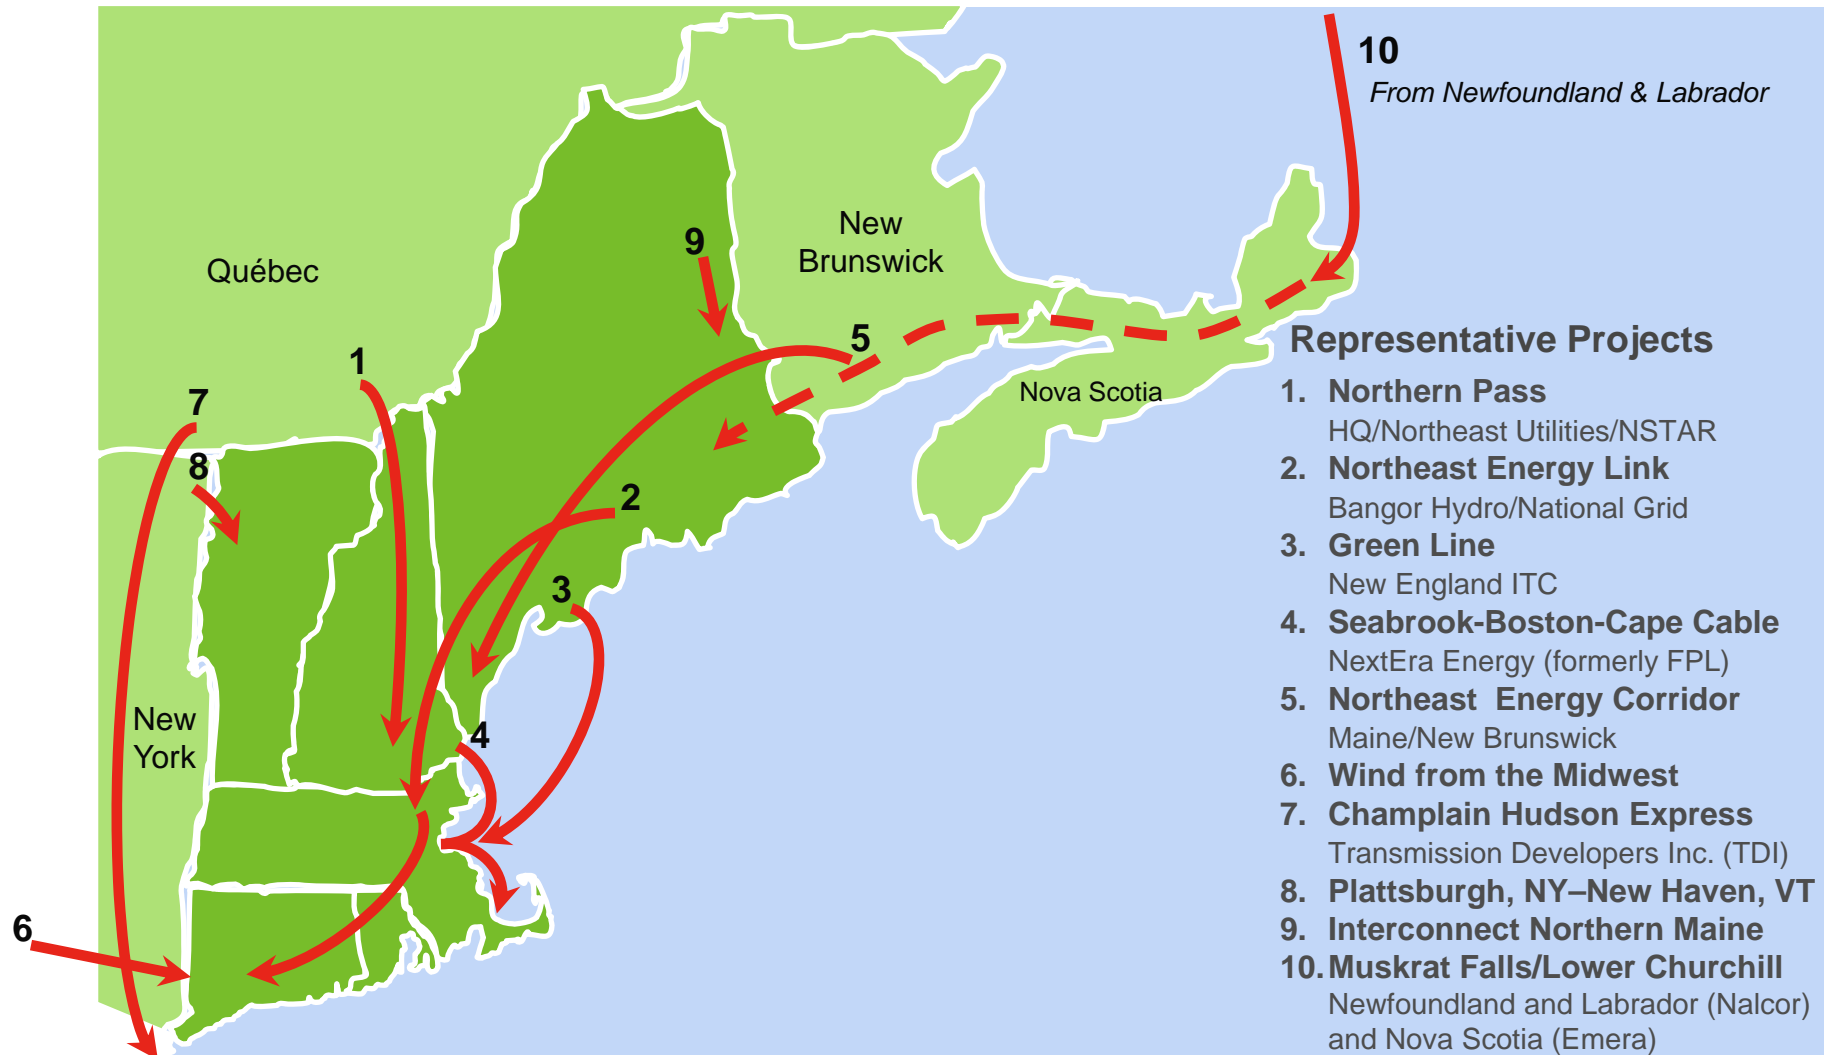 10
From Newfoundland & Labrador
New
Brunswick
9
Québec
5
1
7
8
Nova Scotia
2
3
New
York
4
6
Representative Projects
1. Northern Pass
HQ/Northeast Utilities/NSTAR
2. Northeast Energy Link
Bangor Hydro/National Grid
3. Green Line
New England ITC
4. Seabrook-Boston-Cape Cable
NextEra Energy (formerly FPL)
5. Northeast  Energy Corridor
Maine/New Brunswick
6. Wind from the Midwest
7. Champlain Hudson Express
Transmission Developers Inc. (TDI)
8. Plattsburgh, NY–New Haven, VT
9. Interconnect Northern Maine
10. Muskrat Falls/Lower Churchill
Newfoundland and Labrador (Nalcor)
and Nova Scotia (Emera)